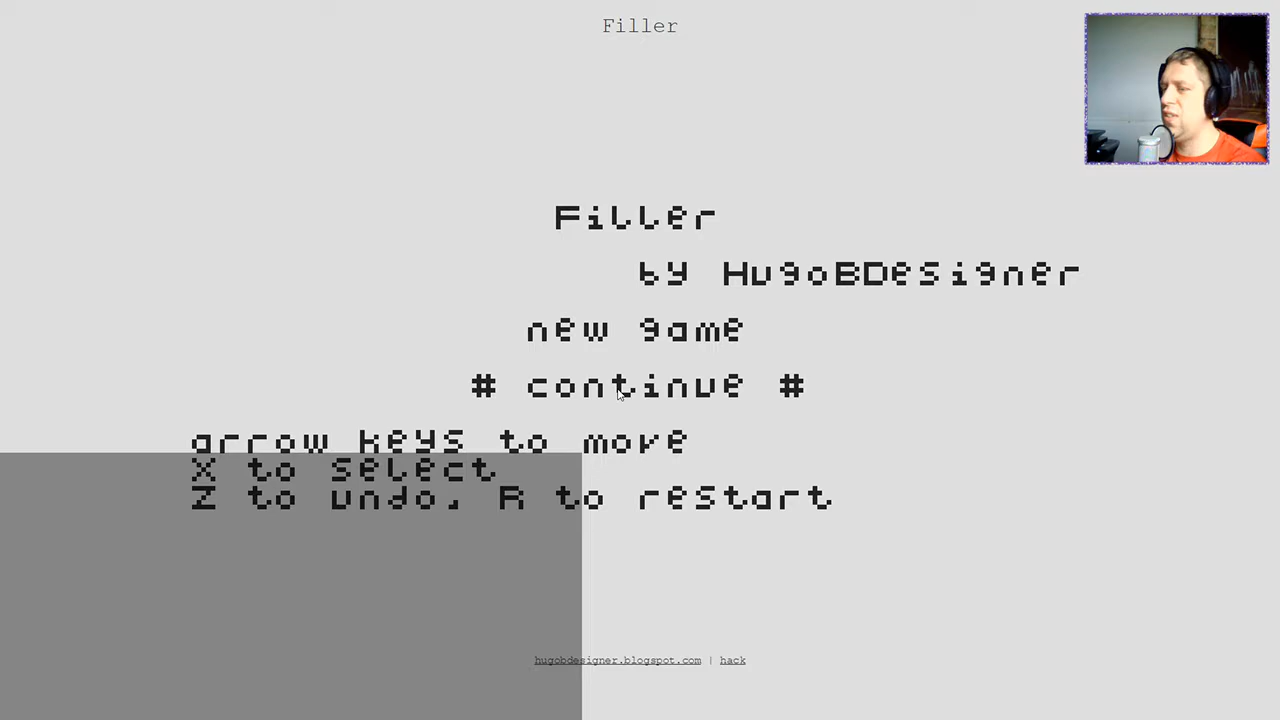 Filler
Filler
by HugoBDesigner
new game
# continue #
arrow keys to move
X to select
Z to undo, R to restart
hugobdesigner.blogspot.com | hack